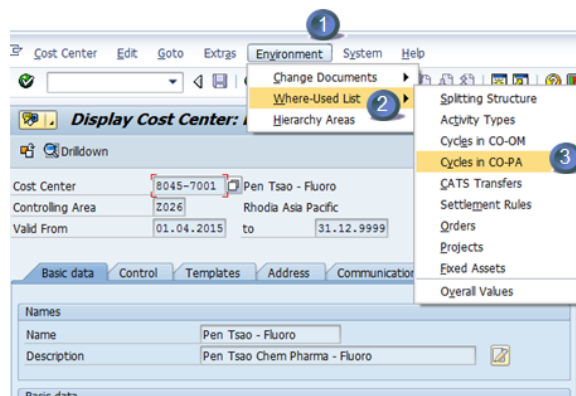 1
Cost Center Edit Goto Extras Environment System Help
Change Documents
Where-Used List 2
Hierarchy Areas
Splitting Structure
Activity Types
Cycles in CO-OM
Cycles in CO-PA 3
CATS Transfers
Settlement Rules
Orders
Projects
Fixed Assets
Overall Values
Display Cost Center:
Drilldown
Cost Center 8045-7001 Pen Tsao - Fluoro
Controlling Area Z026 Rhodia Asia Pacific
Valid From 01.04.2015 to 31.12.9999
Basic data Control Templates Address Communication
Names
Name Pen Tsao - Fluoro
Description Pen Tsao Chem Pharma - Fluoro
Basic data